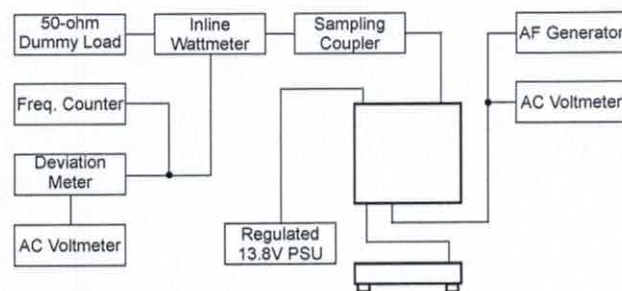 50-ohm
Dummy Load
Inline
Wattmeter
Sampling
Coupler
AF Generator
Freq. Counter
AC Voltmeter
Deviation
Meter
AC Voltmeter
Regulated
13.8V PSU